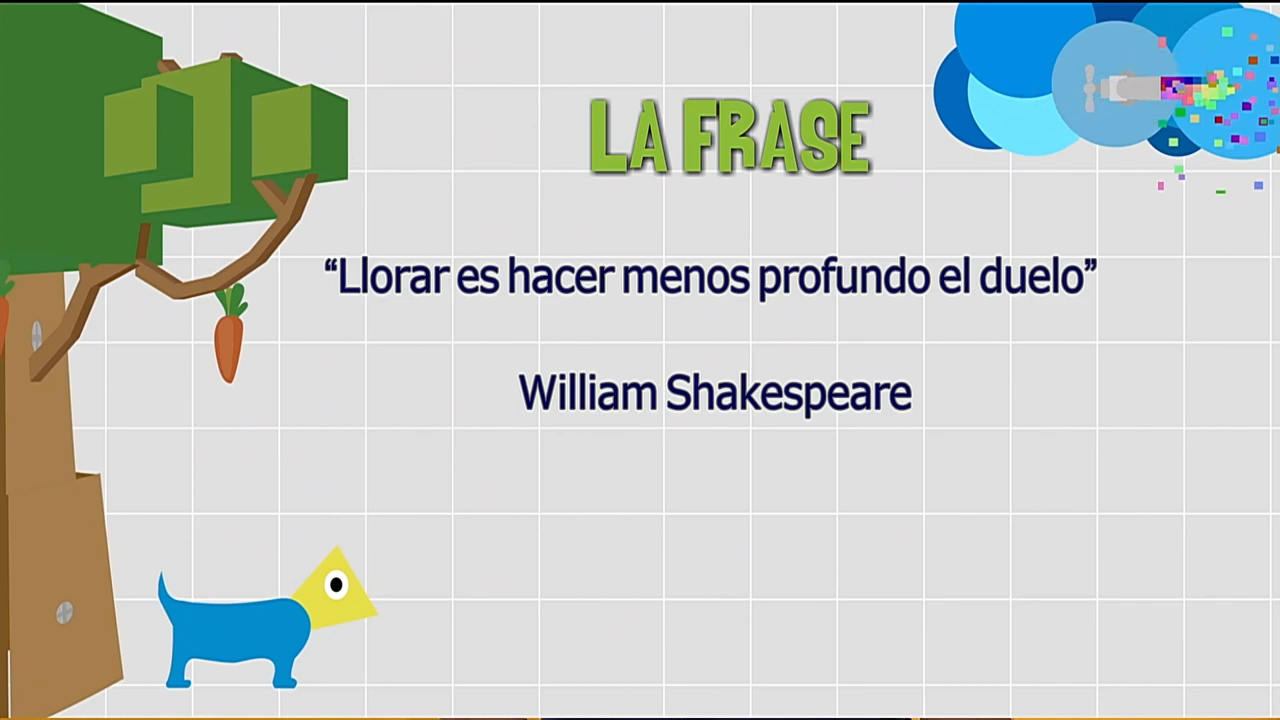 LA FRASE
“Llorar es hacer menos profundo el duelo”
William Shakespeare